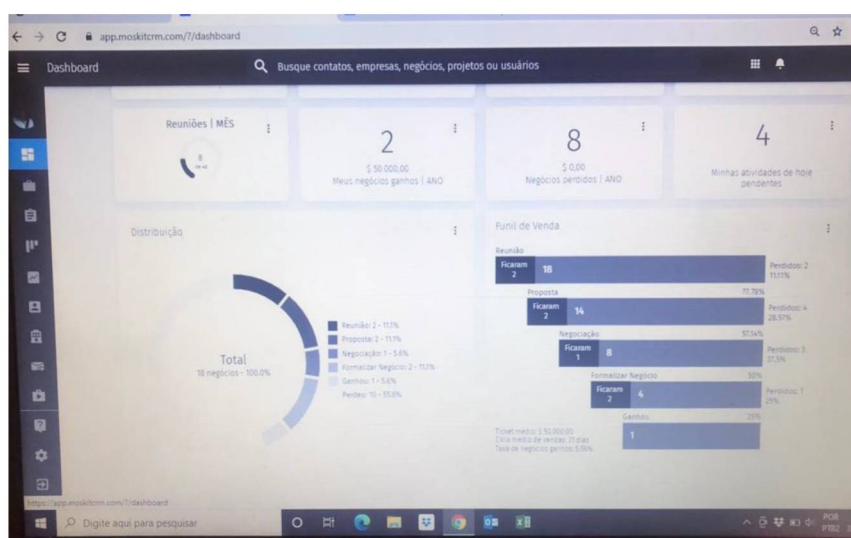 app.moskitcrm.com/?/dashboard
Dashboard
Busque contatos, empresas, negócios, projetos ou usuários
Reuniões | MÊS
8
2
$ 50.000,00
Meus negócios ganhos | ANO
8
$ 0,00
Negócios perdidos | ANO
4
Minhas atividades de hoje
pendentes
Distribuição
Total
18 negócios - 100.0%
Reunião: 2 - 11.1%
Proposta: 2 - 11.1%
Negociação: 1 - 5.6%
Formalizar Negócio: 2 - 11.1%
Ganhou: 1 - 5.6%
Perdeu: 10 - 55.6%
Funil de Venda
Reunião
Ficaram
2
18
Perdidos: 2
11.11%
Proposta
77.78%
Ficaram
2
14
Perdidos: 4
28.57%
Negociação
57.14%
Ficaram
1
8
Perdidos: 3
37.5%
Formalizar Negócio
50%
Ficaram
2
4
Perdidos: 1
25%
Ganhou
25%
1
Ticket médio: $ 50.000,00
Ciclo médio de vendas: 21 dias
Taxa de negócios ganhos: 5.56%
https://app.moskitcrm.com/?/dashboard
Digite aqui para pesquisar
POR
PTB2